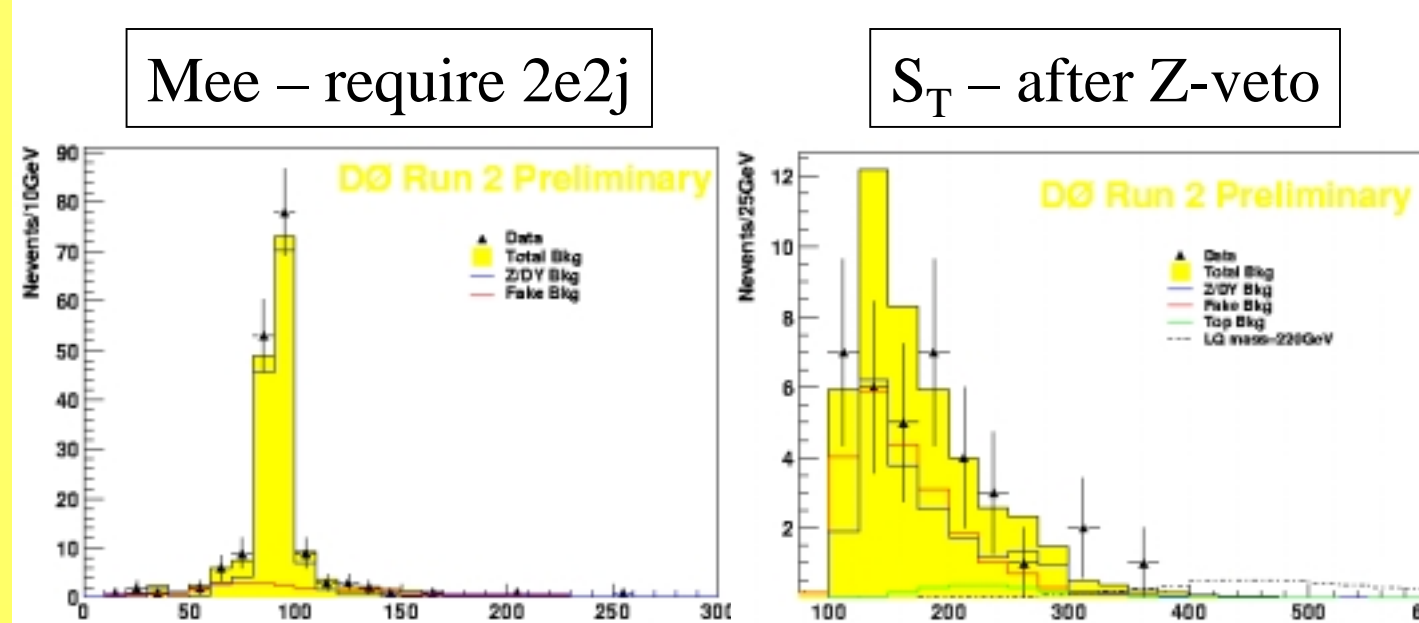 Mee – require 2e2j
S_T – after Z-veto
Nevents/10GeV
90
80
70
60
50
40
30
20
10
0
0 50 100 150 200 250 300
DØ Run 2 Preliminary
Data
Total Bkg
Z/DY Bkg
Fake Bkg
Nevents/25GeV
12
10
8
6
4
2
100 200 300 400 500
DØ Run 2 Preliminary
Data
Total Bkg
Z/DY Bkg
Fake Bkg
Top Bkg
LQ mass=220GeV